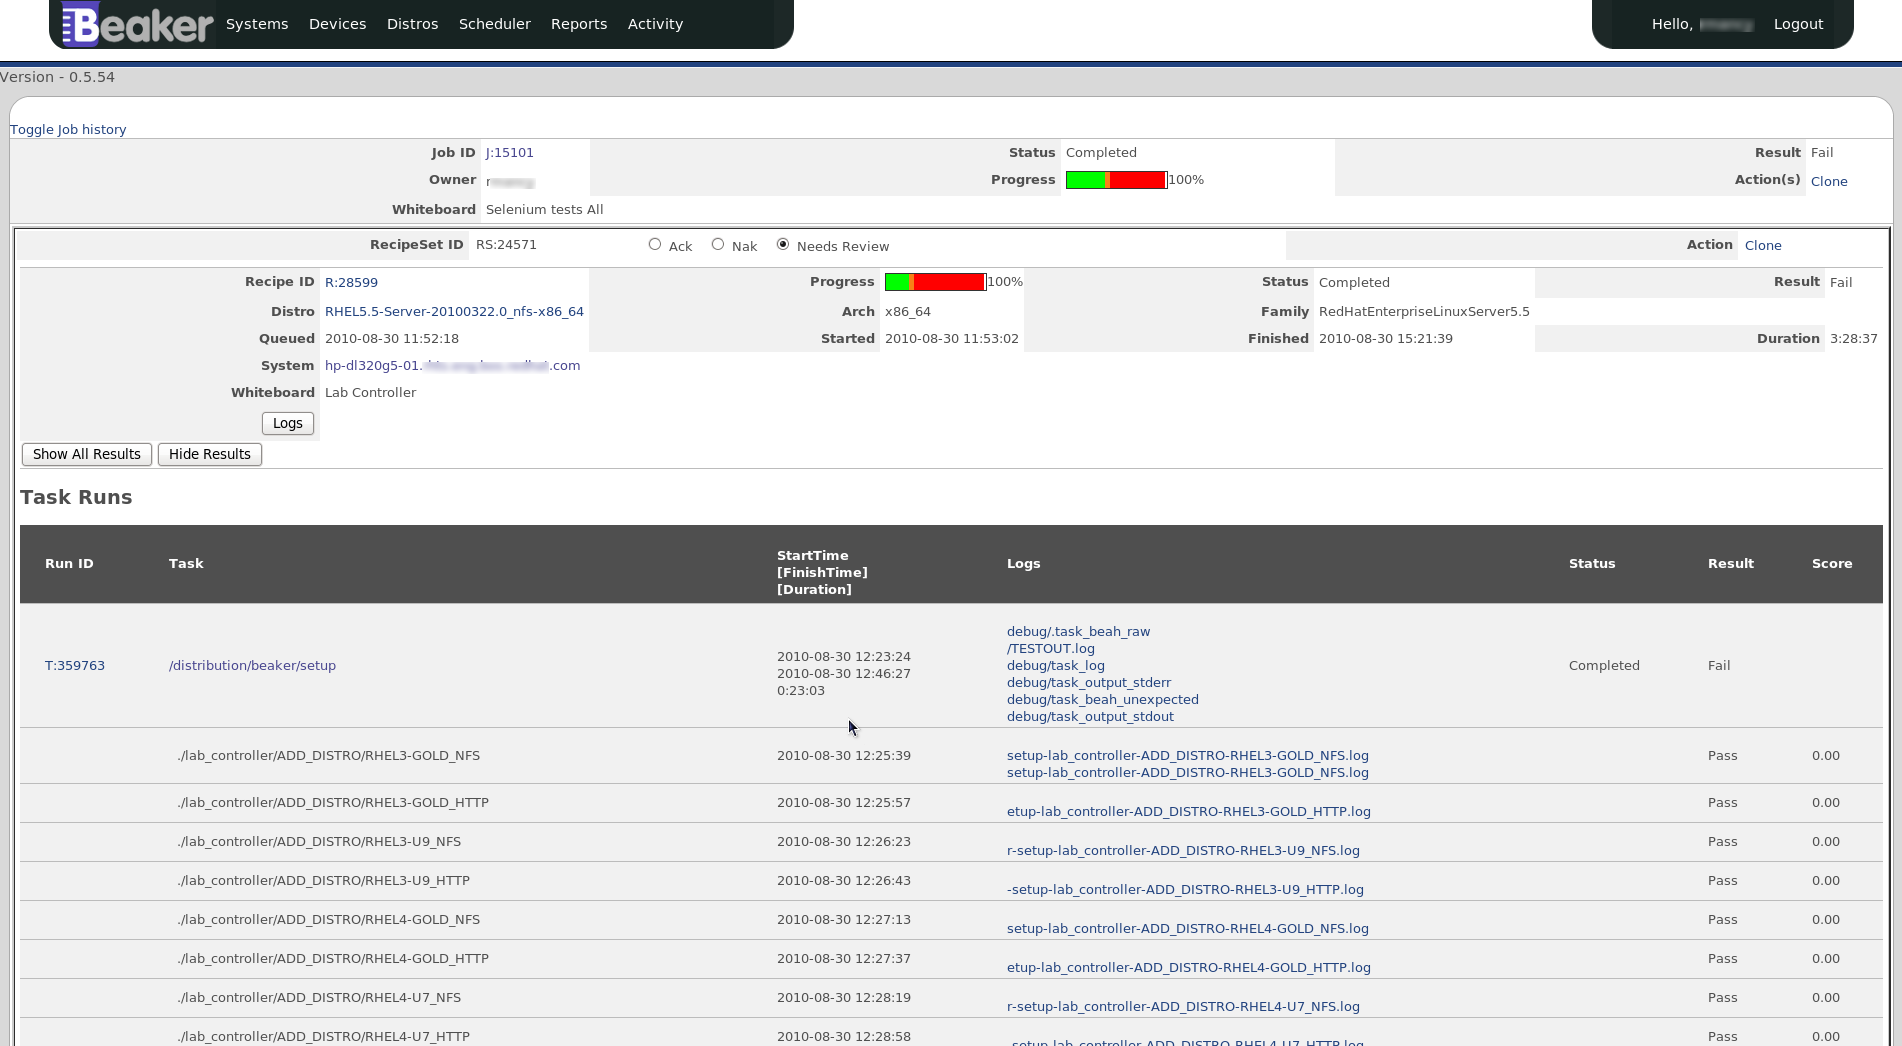 Beaker Systems Devices Distros Scheduler Reports Activity Hello, Logout
Version - 0.5.54
Toggle Job history
Job ID J:15101 Status Completed Result Fail
Owner Progress 100% Action(s) Clone
Whiteboard Selenium tests All
RecipeSet ID RS:24571 Ack Nak Needs Review Action Clone
Recipe ID R:28599 Progress 100% Status Completed Result Fail
Distro RHEL5.5-Server-20100322.0_nfs-x86_64 Arch x86_64 Family RedHatEnterpriseLinuxServer5.5
Queued 2010-08-30 11:52:18 Started 2010-08-30 11:53:02 Finished 2010-08-30 15:21:39 Duration 3:28:37
System hp-dl320g5-01. .com
Whiteboard Lab Controller
Logs
Show All Results Hide Results
Task Runs
Run ID Task StartTime [FinishTime] [Duration] Logs Status Result Score
T:359763 /distribution/beaker/setup 2010-08-30 12:23:24 2010-08-30 12:46:27 0:23:03 Completed Fail
debug/.task_beah_raw
/TESTOUT.log
debug/task_log
debug/task_output_stderr
debug/task_beah_unexpected
debug/task_output_stdout
./lab_controller/ADD_DISTRO/RHEL3-GOLD_NFS 2010-08-30 12:25:39 setup-lab_controller-ADD_DISTRO-RHEL3-GOLD_NFS.log Pass 0.00
setup-lab_controller-ADD_DISTRO-RHEL3-GOLD_NFS.log
./lab_controller/ADD_DISTRO/RHEL3-GOLD_HTTP 2010-08-30 12:25:57 etup-lab_controller-ADD_DISTRO-RHEL3-GOLD_HTTP.log Pass 0.00
./lab_controller/ADD_DISTRO/RHEL3-U9_NFS 2010-08-30 12:26:23 r-setup-lab_controller-ADD_DISTRO-RHEL3-U9_NFS.log Pass 0.00
./lab_controller/ADD_DISTRO/RHEL3-U9_HTTP 2010-08-30 12:26:43 -setup-lab_controller-ADD_DISTRO-RHEL3-U9_HTTP.log Pass 0.00
./lab_controller/ADD_DISTRO/RHEL4-GOLD_NFS 2010-08-30 12:27:13 setup-lab_controller-ADD_DISTRO-RHEL4-GOLD_NFS.log Pass 0.00
./lab_controller/ADD_DISTRO/RHEL4-GOLD_HTTP 2010-08-30 12:27:37 etup-lab_controller-ADD_DISTRO-RHEL4-GOLD_HTTP.log Pass 0.00
./lab_controller/ADD_DISTRO/RHEL4-U7_NFS 2010-08-30 12:28:19 r-setup-lab_controller-ADD_DISTRO-RHEL4-U7_NFS.log Pass 0.00
./lab_controller/ADD_DISTRO/RHEL4-U7_HTTP 2010-08-30 12:28:58 -setup-lab_controller-ADD_DISTRO-RHEL4-U7_HTTP.log Pass 0.00